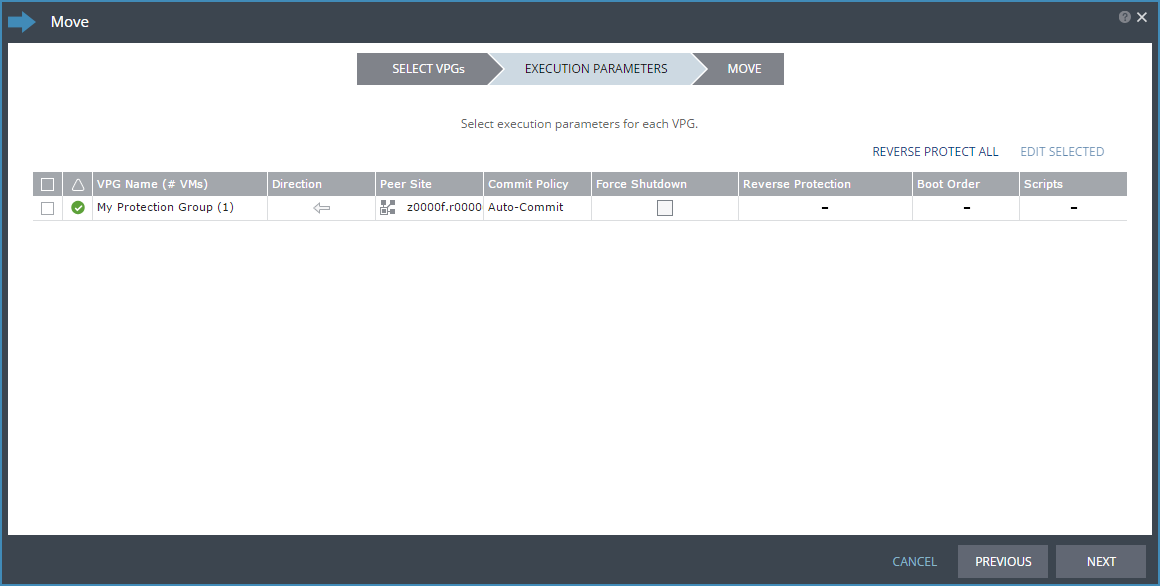 Move
SELECT VPGs EXECUTION PARAMETERS MOVE
Select execution parameters for each VPG.
REVERSE PROTECT ALL EDIT SELECTED
VPG Name (# VMs) Direction Peer Site Commit Policy Force Shutdown Reverse Protection Boot Order Scripts
My Protection Group (1) z0000f.r0000 Auto-Commit - - -
CANCEL PREVIOUS NEXT